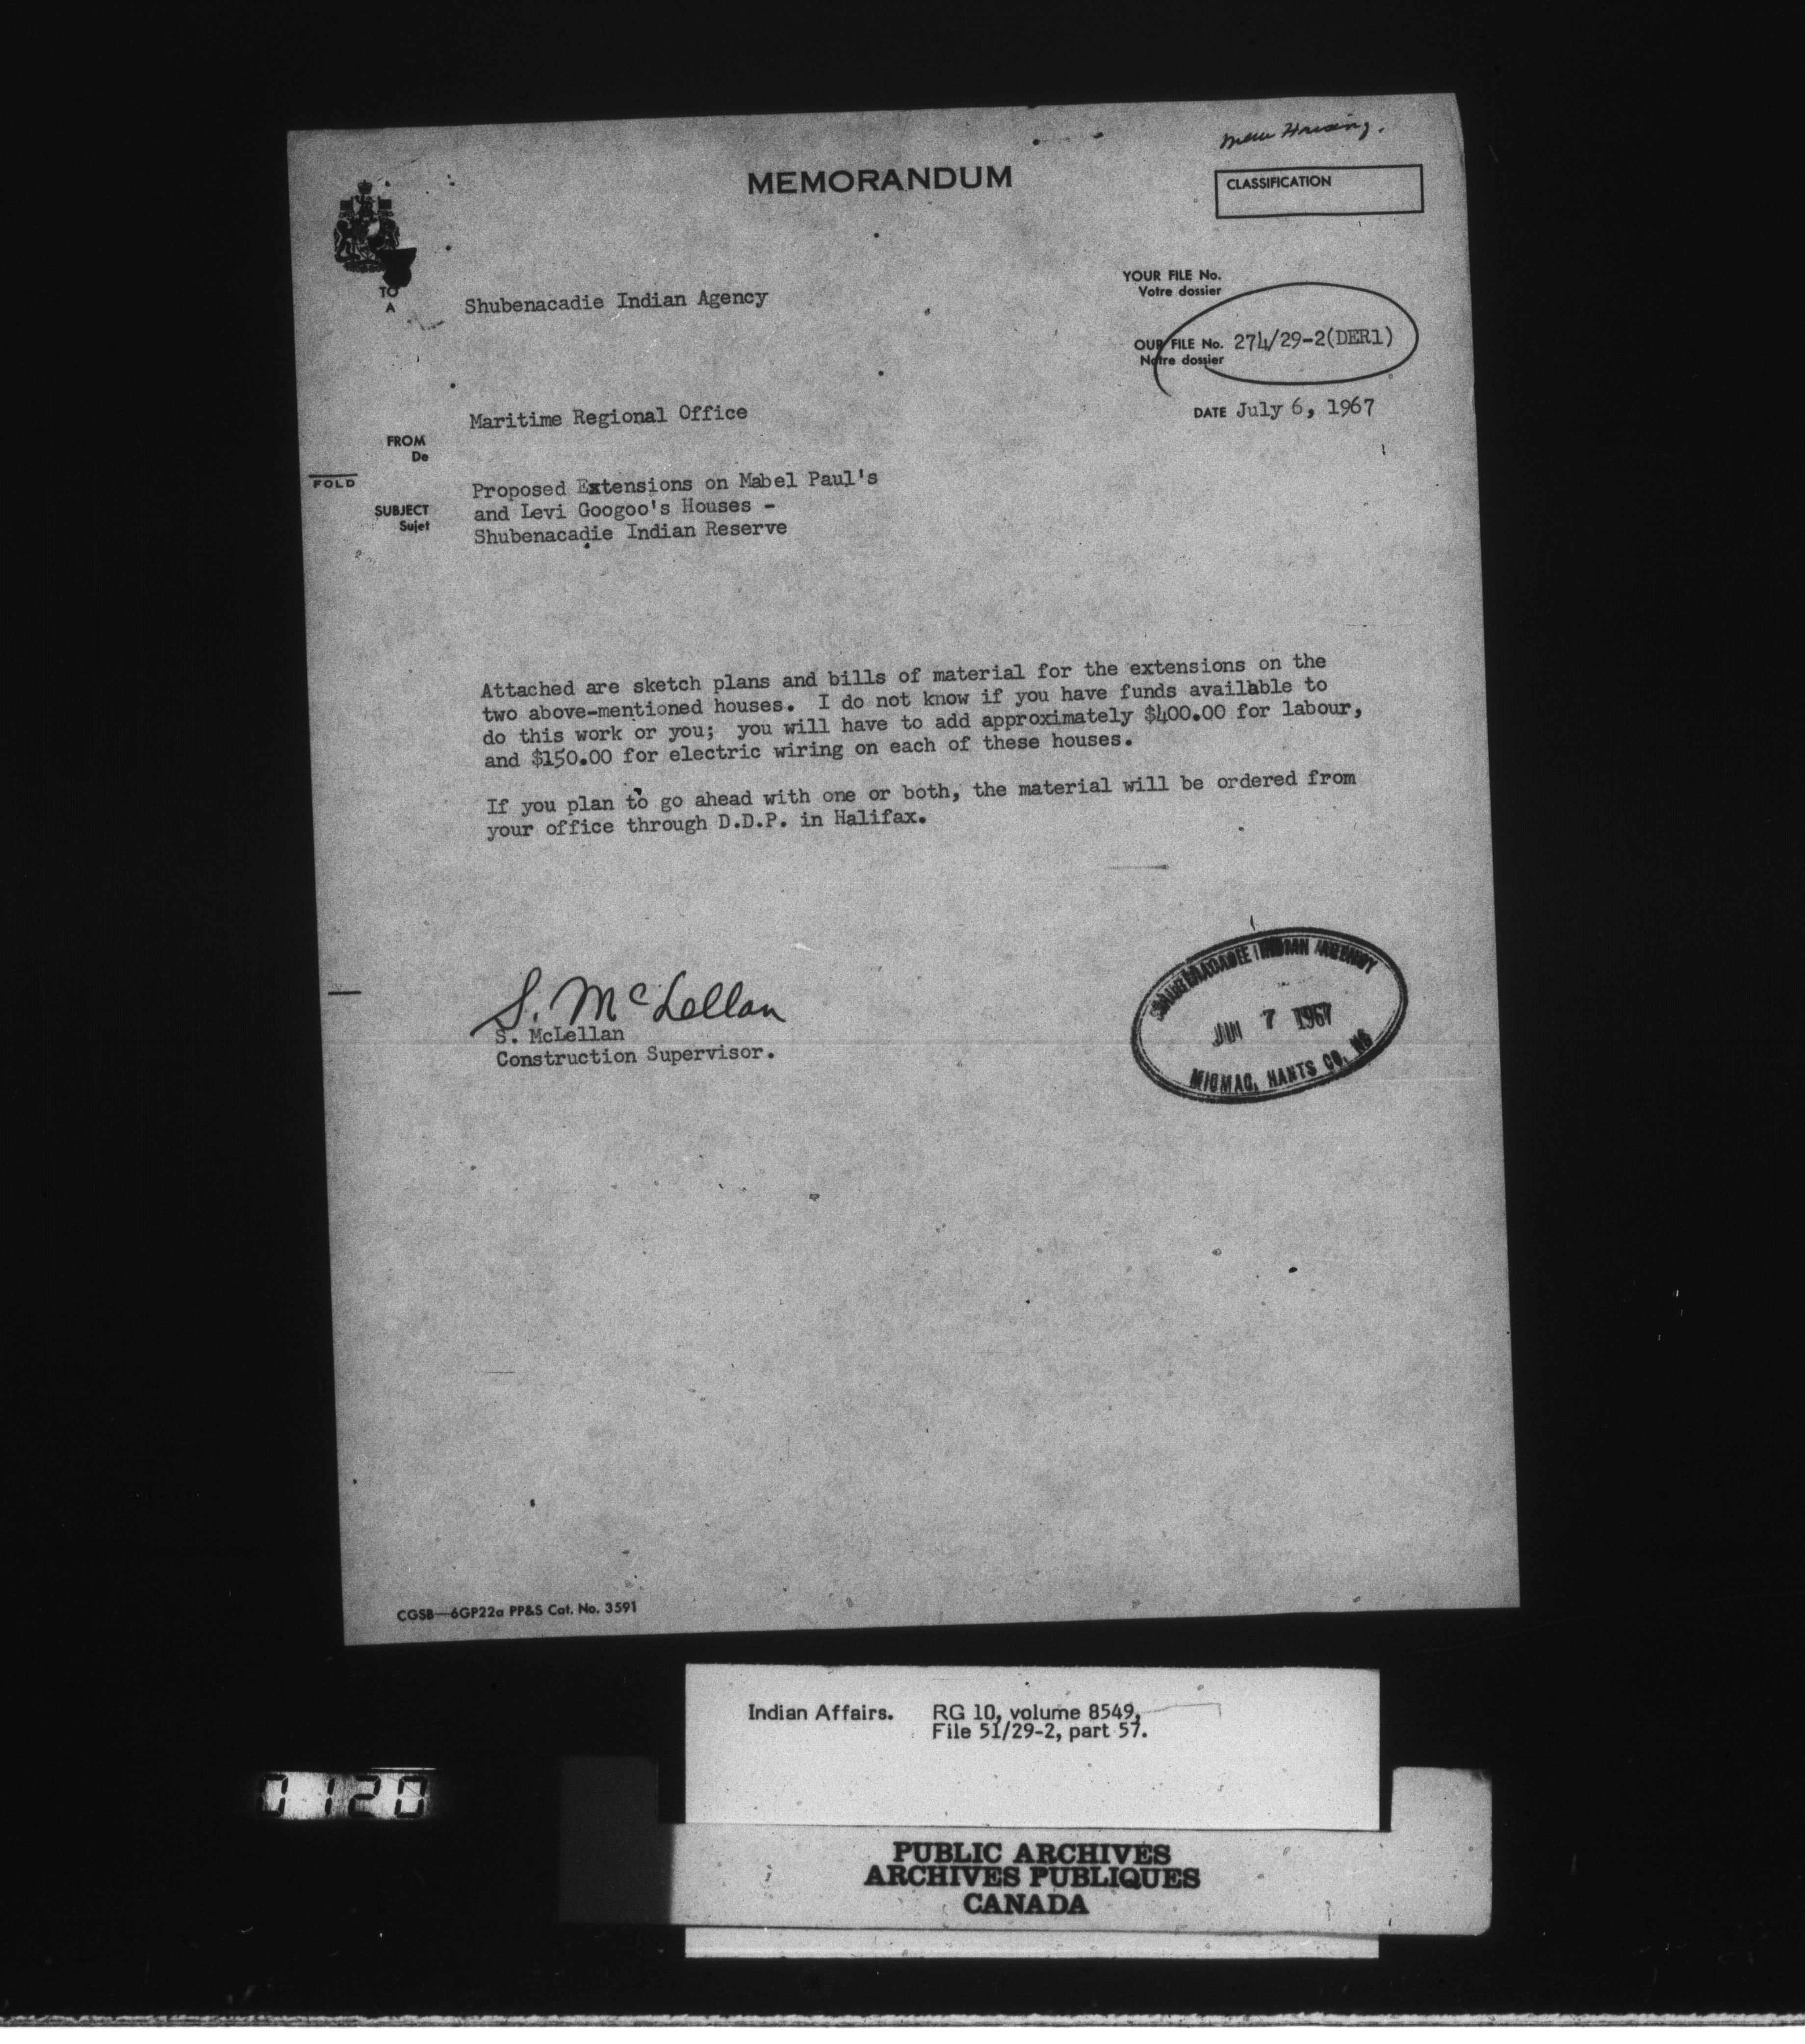 New Housing.
MEMORANDUM
CLASSIFICATION
TO
A
Shubenacadie Indian Agency
YOUR FILE No.
Votre dossier
OUR FILE No. 274/29-2(DER1)
Notre dossier
DATE July 6, 1967
Maritime Regional Office
FROM
De
FOLD
SUBJECT
Sujet
Proposed Extensions on Mabel Paul's
and Levi Googoo's Houses -
Shubenacadie Indian Reserve
Attached are sketch plans and bills of material for the extensions on the
two above-mentioned houses. I do not know if you have funds available to
do this work or you; you will have to add approximately $400.00 for labour,
and $150.00 for electric wiring on each of these houses.
If you plan to go ahead with one or both, the material will be ordered from
your office through D.D.P. in Halifax.
S. McLellan
S. McLellan
Construction Supervisor.
SHUBENACADIE INDIAN AGENCY
7 1967
MICMAC, HANTS CO. NS
CGSB—6GP22a PP&S Cat. No. 3591
Indian Affairs. RG 10, volume 8549,
File 51/29-2, part 57.
0120
PUBLIC ARCHIVES
ARCHIVES PUBLIQUES
CANADA